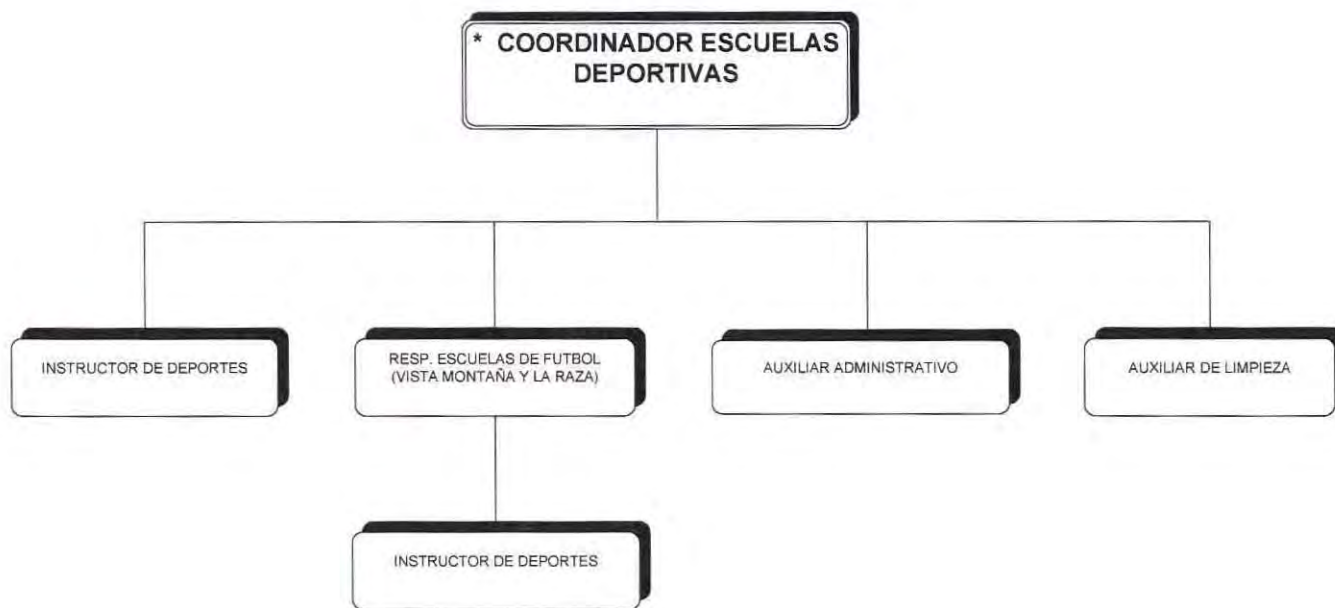 * COORDINADOR ESCUELAS
DEPORTIVAS
INSTRUCTOR DE DEPORTES
RESP. ESCUELAS DE FUTBOL
(VISTA MONTAÑA Y LA RAZA)
AUXILIAR ADMINISTRATIVO
AUXILIAR DE LIMPIEZA
INSTRUCTOR DE DEPORTES